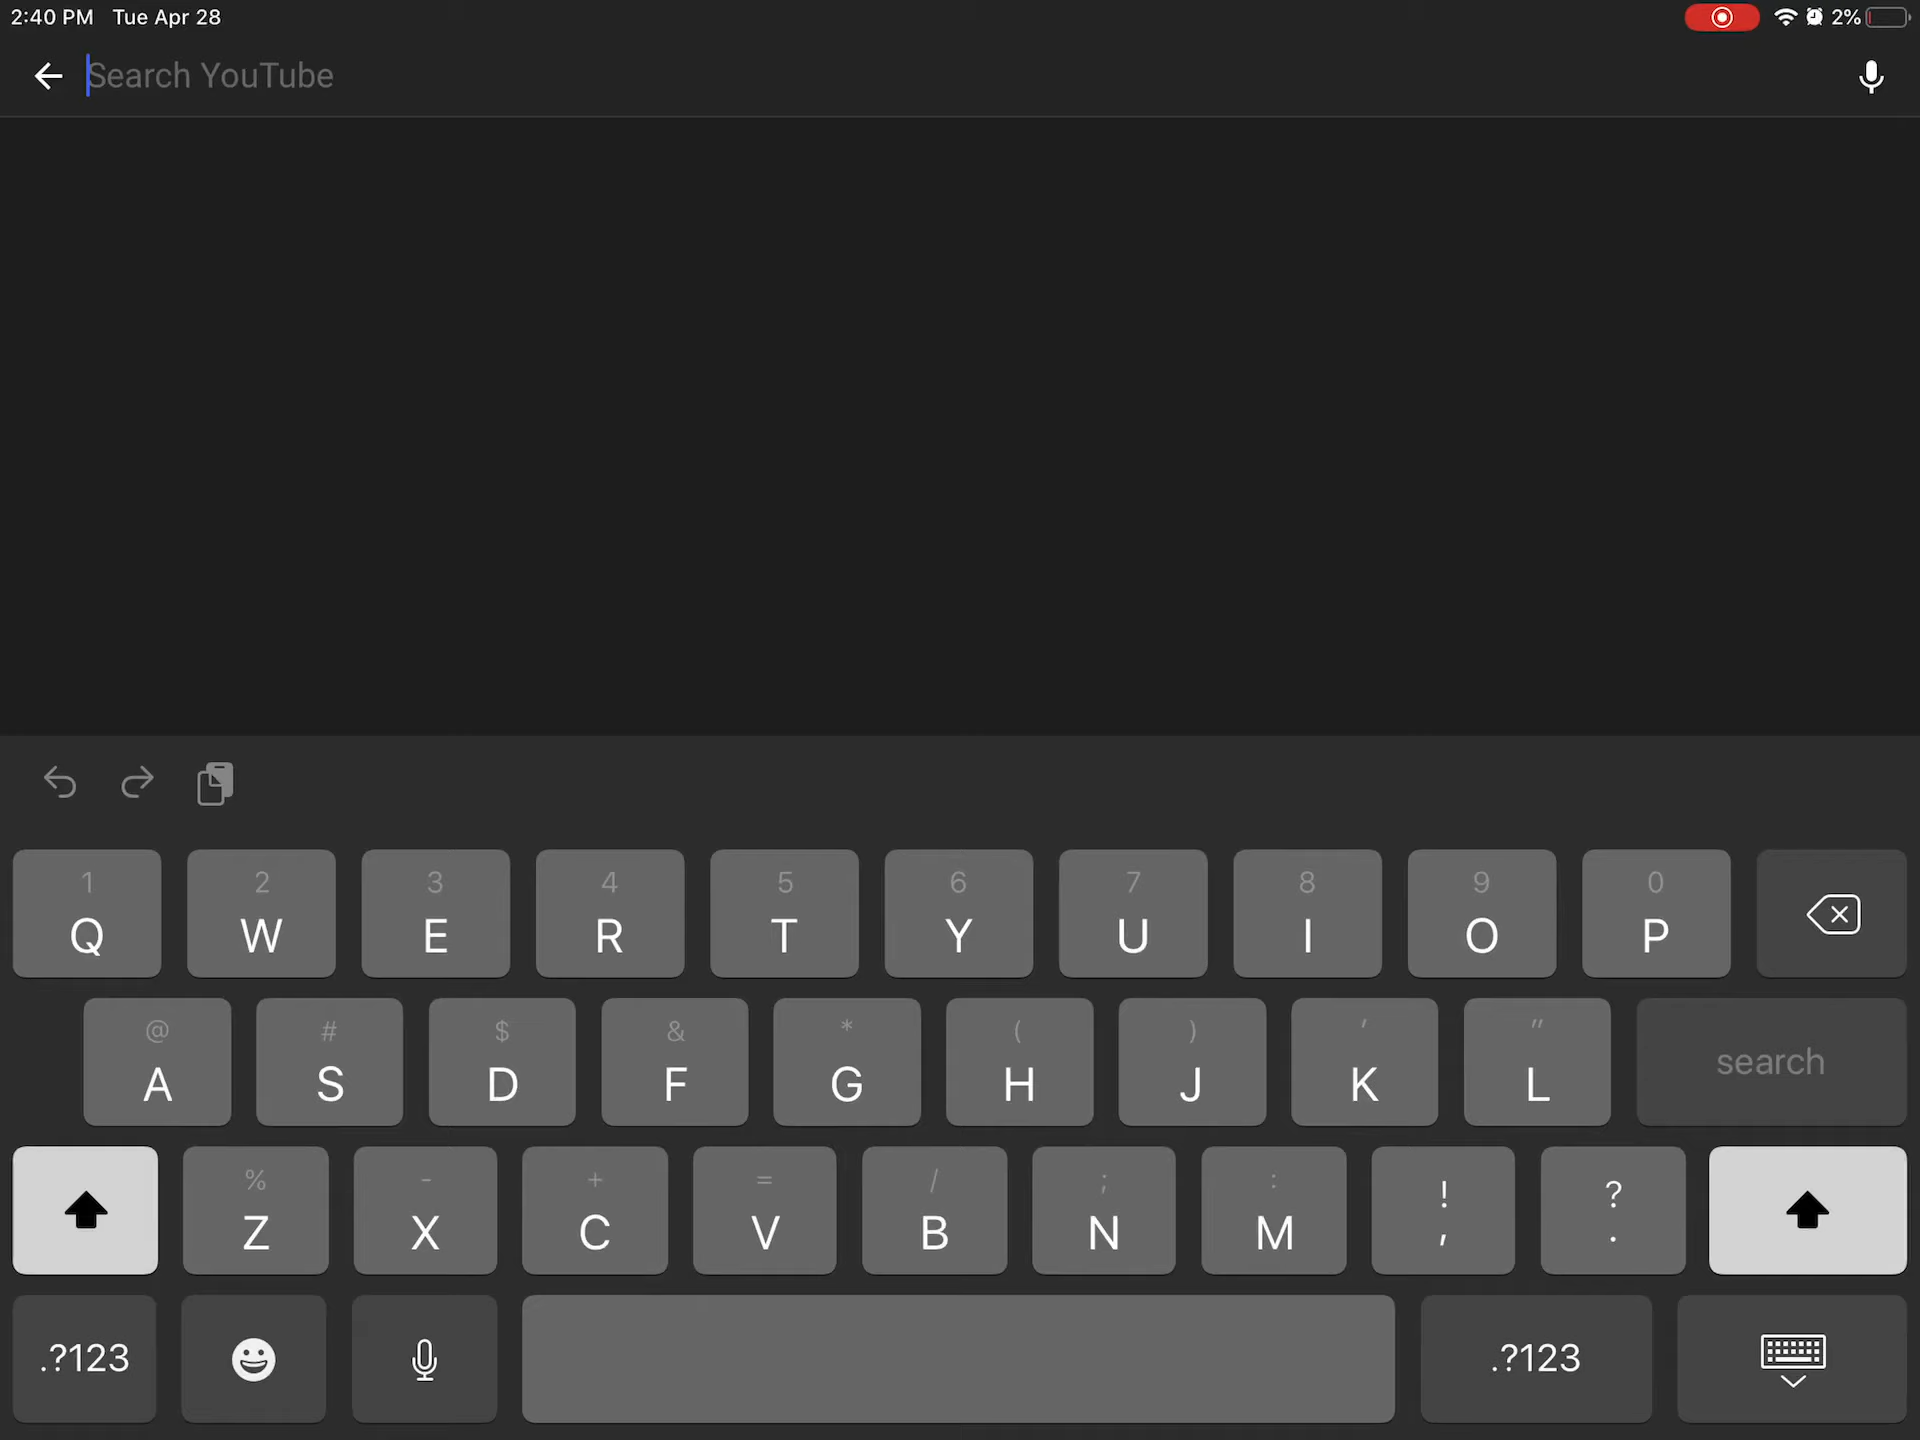 2:40 PM Tue Apr 28 2%
Search YouTube
1 2 3 4 5 6 7 8 9 0
Q W E R T Y U I O P
@ # $ & * ( ) ' "
A S D F G H J K L search
% - + = / ; : ! ?
Z X C V B N M , .
.?123 .?123